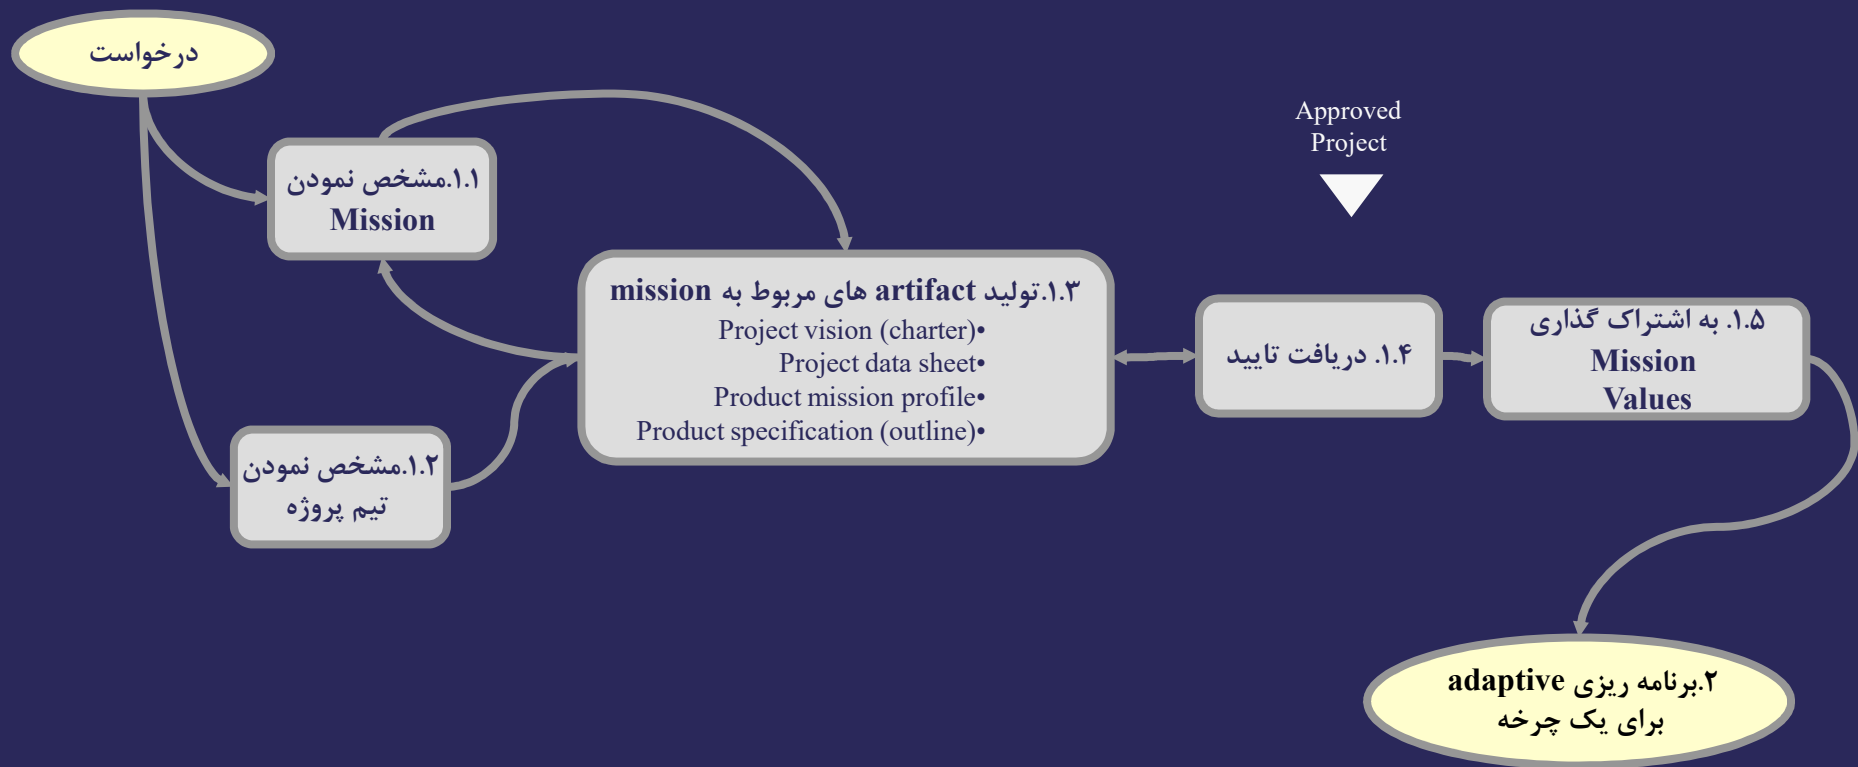 درخواست
۱.۱.مشخص نمودن
Mission
۱.۲.مشخص نمودن
تیم پروژه
۱.۳.تولید artifact های مربوط به mission
•Project vision (charter)
•Project data sheet
•Product mission profile
•Product specification (outline)
Approved
Project
۱.۴. دریافت تایید
۱.۵. به اشتراک گذاری
Mission
Values
۲.برنامه ریزی adaptive
برای یک چرخه